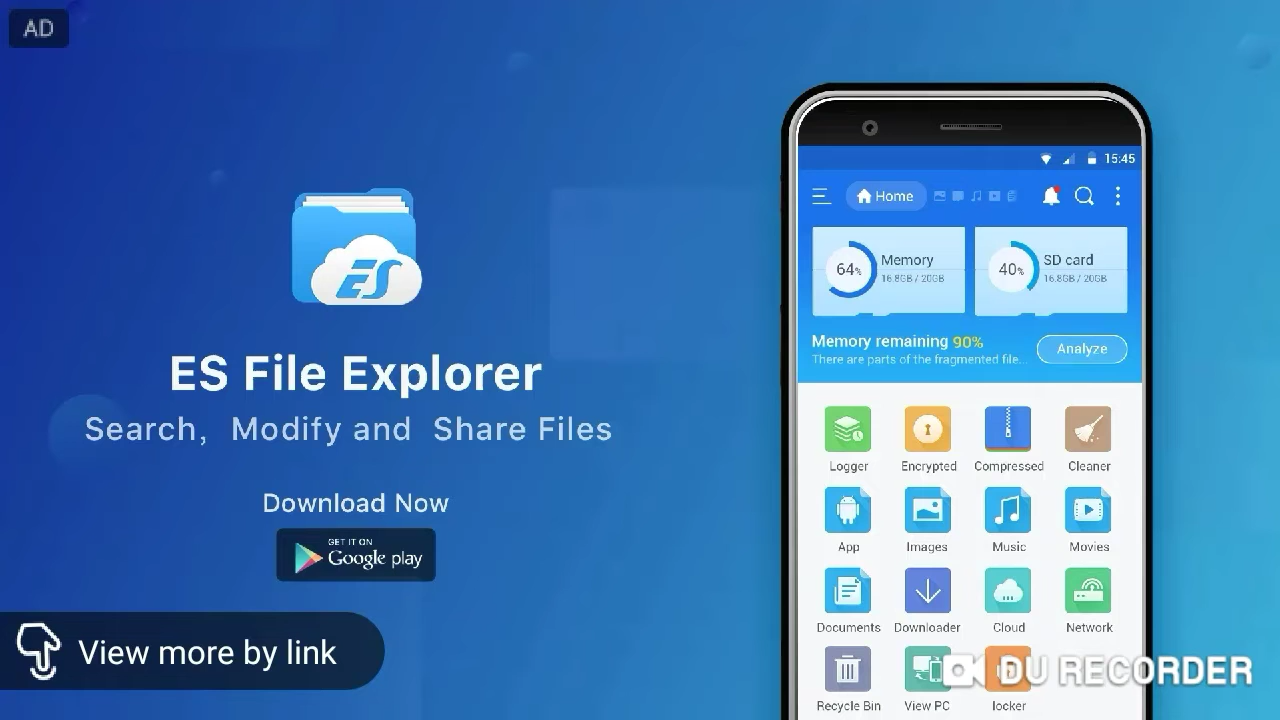 AD
ES
ES File Explorer
Search, Modify and Share Files
Download Now
GET IT ON
Google play
View more by link
15:45
Home
64% Memory
16.8GB / 20GB
40% SD card
16.8GB / 20GB
Memory remaining 90%
There are parts of the fragmented file...
Analyze
Logger Encrypted Compressed Cleaner
App Images Music Movies
Documents Downloader Cloud Network
Recycle Bin View PC locker
DU RECORDER